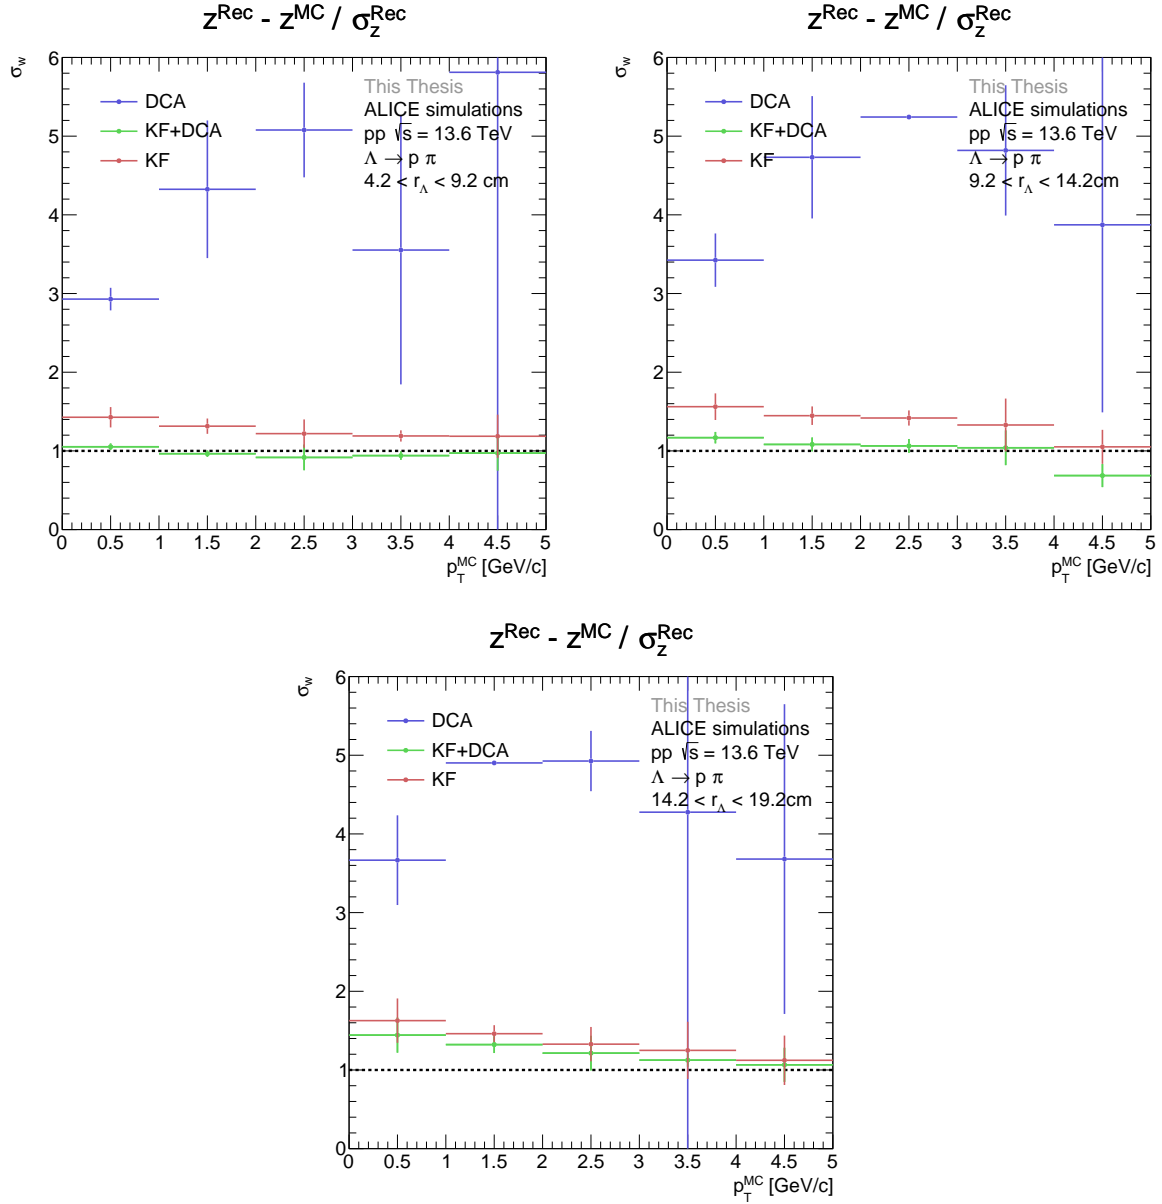 z^Rec - z^MC / σ_z^Rec
σ_w
6
5
4
3
2
1
0
DCA
KF+DCA
KF
This Thesis
ALICE simulations
pp √s = 13.6 TeV
Λ → p π
4.2 < r_Λ < 9.2 cm
0 0.5 1 1.5 2 2.5 3 3.5 4 4.5 5
p_T^MC [GeV/c]
z^Rec - z^MC / σ_z^Rec
σ_w
6
5
4
3
2
1
0
DCA
KF+DCA
KF
This Thesis
ALICE simulations
pp √s = 13.6 TeV
Λ → p π
9.2 < r_Λ < 14.2cm
0 0.5 1 1.5 2 2.5 3 3.5 4 4.5 5
p_T^MC [GeV/c]
z^Rec - z^MC / σ_z^Rec
σ_w
6
5
4
3
2
1
0
DCA
KF+DCA
KF
This Thesis
ALICE simulations
pp √s = 13.6 TeV
Λ → p π
14.2 < r_Λ < 19.2cm
0 0.5 1 1.5 2 2.5 3 3.5 4 4.5 5
p_T^MC [GeV/c]